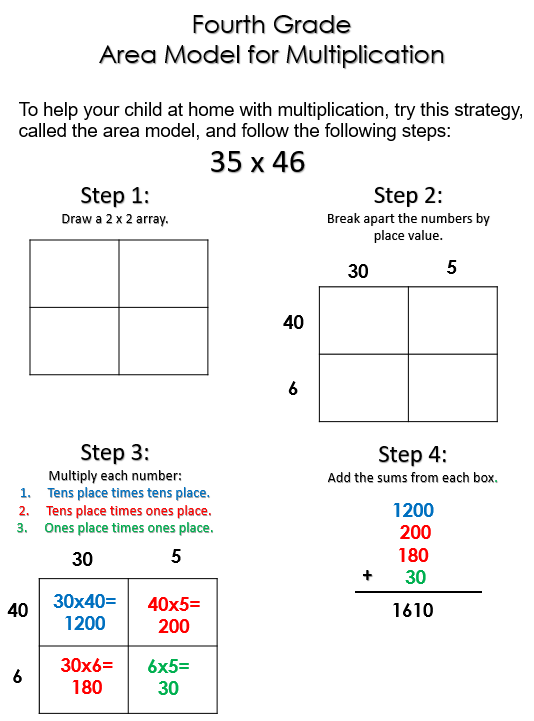 Fourth Grade
Area Model for Multiplication
To help your child at home with multiplication, try this strategy,
called the area model, and follow the following steps:
35 x 46
Step 1:
Draw a 2 x 2 array.
Step 2:
Break apart the numbers by
place value.
30 5
40
6
Step 3:
Multiply each number:
1. Tens place times tens place.
2. Tens place times ones place.
3. Ones place times ones place.
30 5
40 30x40= 40x5=
1200 200
6 30x6= 6x5=
180 30
Step 4:
Add the sums from each box.
1200
200
180
+ 30
1610